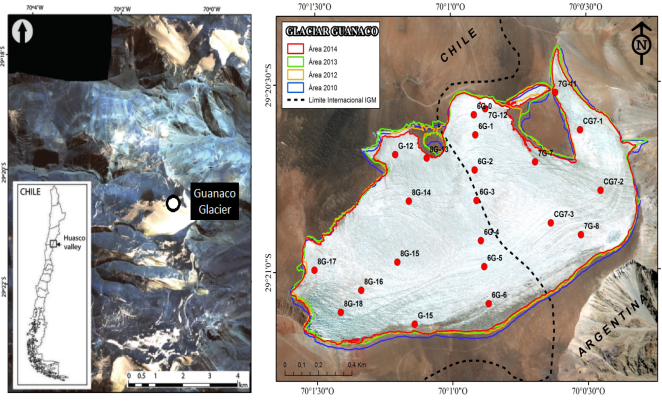 70°4'W
70°0'W
29°18'S
29°20'S
29°22'S
Guanaco
Glacier
CHILE
Huasco
valley
0 0.5 1 2 3 4
km
70°1'30"S
70°1'0"S
70°0'30"S
29°20'30"S
29°21'0"S
GLACIAR GUANACO
Área 2014
Área 2013
Área 2012
Área 2010
Límite Internacional IGM
CHILE
N
7G-11
6G-0
7G-12
CG7-1
6G-1
G-12
8G-13
7G-7
6G-2
CG7-2
8G-14
6G-3
CG7-3
7G-8
6G-4
8G-15
6G-5
8G-17
8G-16
6G-6
8G-18
G-15
ARGENTINA
0 0.1 0.2 0.4 Km
70°1'30"S
70°1'0"S
70°0'30"S